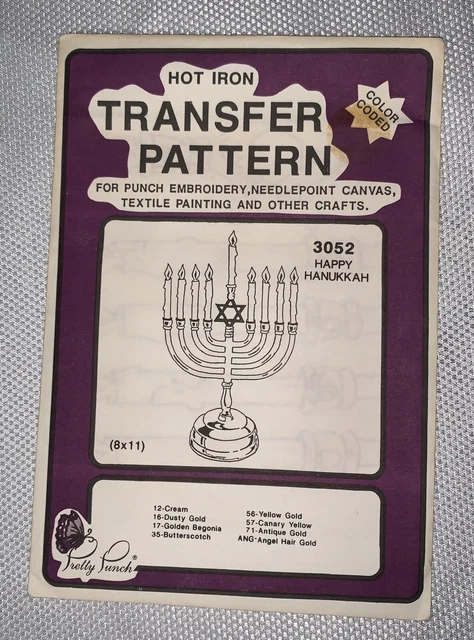 HOT IRON
TRANSFER
PATTERN
COLOR
CODED
FOR PUNCH EMBROIDERY,NEEDLEPOINT CANVAS,
TEXTILE PAINTING AND OTHER CRAFTS.
3052
HAPPY
HANUKKAH
(8x11)
12-Cream
16-Dusty Gold
17-Golden Begonia
35-Butterscotch
56-Yellow Gold
57-Canary Yellow
71-Antique Gold
ANG-Angel Hair Gold
Pretty Punch®